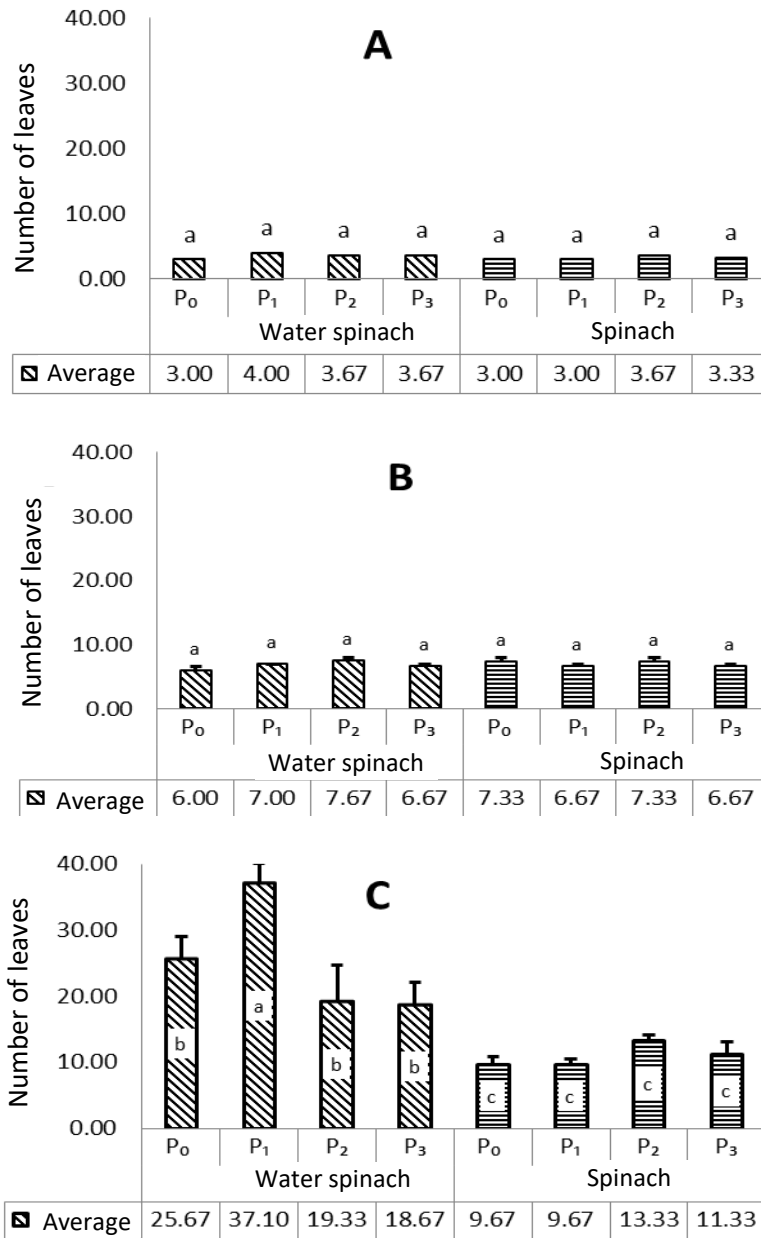 A
Number of leaves
40.00
30.00
20.00
10.00
0.00
a a a a a a a a
P₀ P₁ P₂ P₃ P₀ P₁ P₂ P₃
Water spinach Spinach
Average 3.00 4.00 3.67 3.67 3.00 3.00 3.67 3.33
B
Number of leaves
40.00
30.00
20.00
10.00
0.00
a a a a a a a a
P₀ P₁ P₂ P₃ P₀ P₁ P₂ P₃
Water spinach Spinach
Average 6.00 7.00 7.67 6.67 7.33 6.67 7.33 6.67
C
Number of leaves
40.00
30.00
20.00
10.00
0.00
b a b b c c c c
P₀ P₁ P₂ P₃ P₀ P₁ P₂ P₃
Water spinach Spinach
Average 25.67 37.10 19.33 18.67 9.67 9.67 13.33 11.33